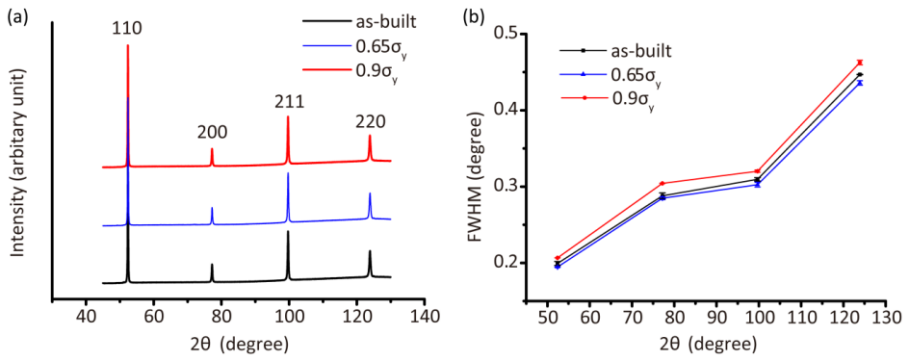 (a)
as-built
0.65σy
0.9σy
110
200
211
220
Intensity (arbitary unit)
40 60 80 100 120 140
2θ (degree)
(b)
as-built
0.65σy
0.9σy
FWHM (degree)
0.5
0.4
0.3
0.2
50 60 70 80 90 100 110 120 130
2θ (degree)